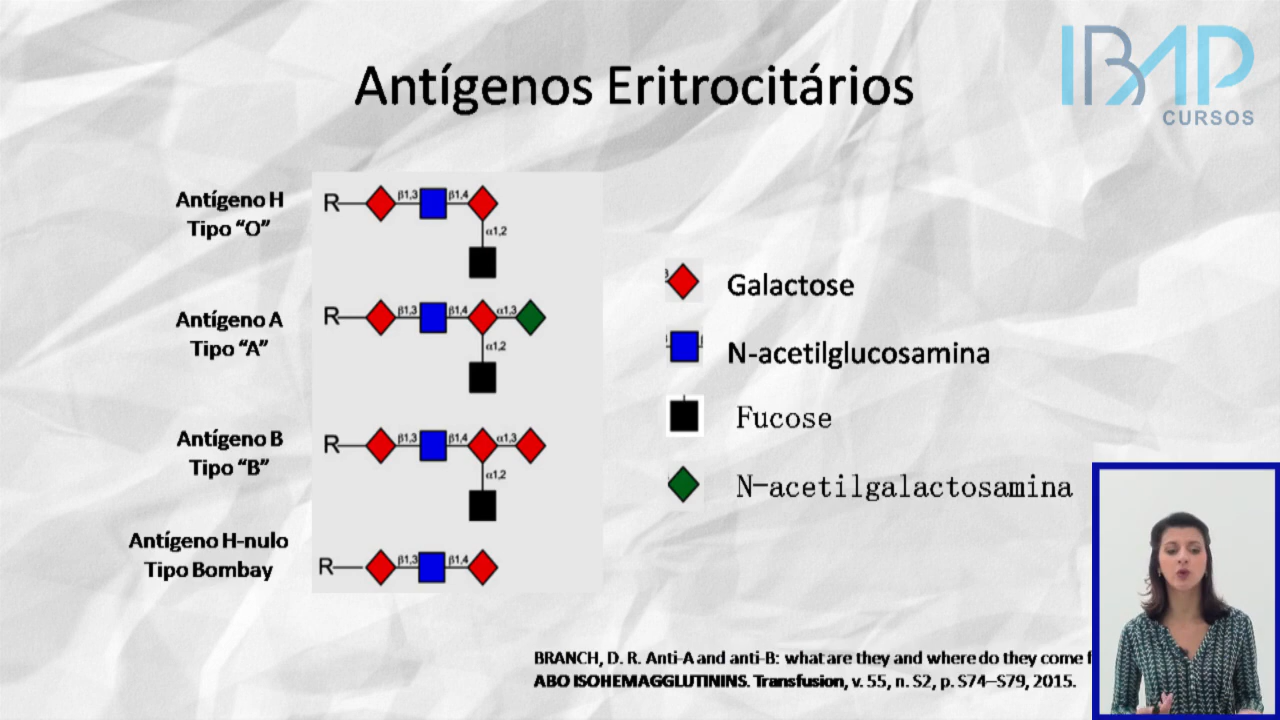 Antígenos Eritrocitários
IBAP
CURSOS
Antígeno H
Tipo “O”
R β1,3 β1,4
α1,2
Antígeno A
Tipo “A”
R β1,3 β1,4 α1,3
α1,2
Antígeno B
Tipo “B”
R β1,3 β1,4 α1,3
α1,2
Antígeno H-nulo
Tipo Bombay
R β1,3 β1,4
Galactose
N-acetilglucosamina
Fucose
N-acetilgalactosamina
BRANCH, D. R. Anti-A and anti-B: what are they and where do they come
ABO ISOHEMAGGLUTININS. Transfusion, v. 55, n. S2, p. S74–S79, 2015.